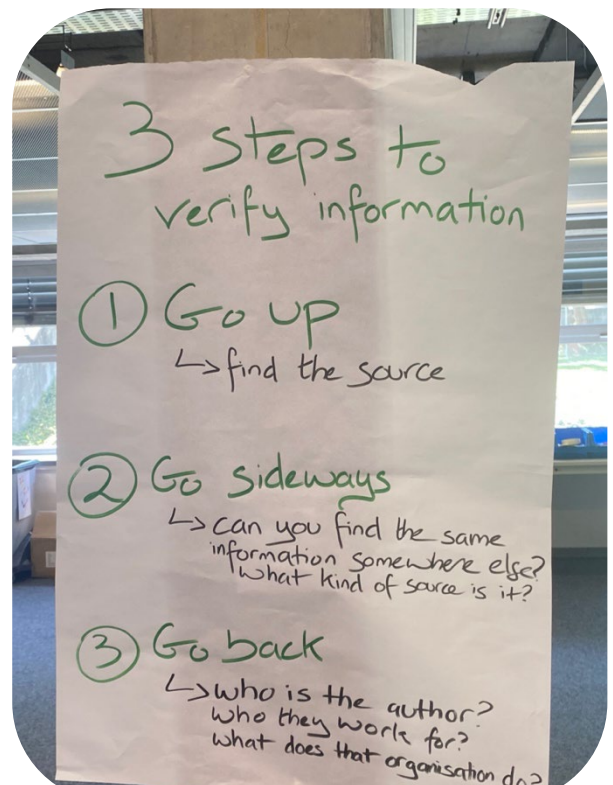 3 steps to
verify information
1 Go up
↳ find the source
2 Go sideways
↳ can you find the same
information somewhere else?
What kind of source is it?
3 Go back
↳ who is the author?
Who they work for?
What does that organisation do?